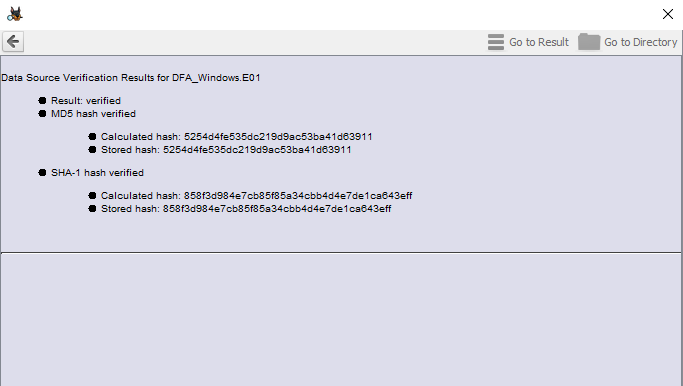 Go to Result Go to Directory
Data Source Verification Results for DFA_Windows.E01
Result: verified
MD5 hash verified
Calculated hash: 5254d4fe535dc219d9ac53ba41d63911
Stored hash: 5254d4fe535dc219d9ac53ba41d63911
SHA-1 hash verified
Calculated hash: 858f3d984e7cb85f85a34cbb4d4e7de1ca643eff
Stored hash: 858f3d984e7cb85f85a34cbb4d4e7de1ca643eff